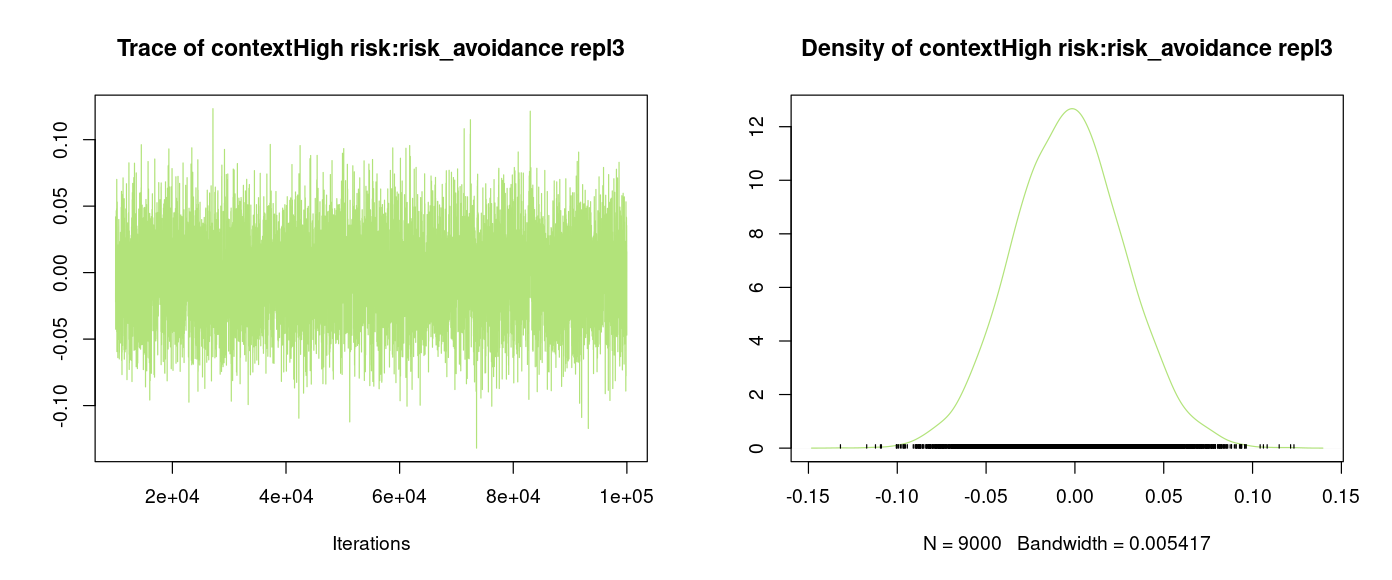 Trace of contextHigh risk:risk_avoidance repl3
0.10
0.05
0.00
-0.05
-0.10
2e+04 4e+04 6e+04 8e+04 1e+05
Iterations
Density of contextHigh risk:risk_avoidance repl3
12
10
8
6
4
2
0
-0.15 -0.10 -0.05 0.00 0.05 0.10 0.15
N = 9000 Bandwidth = 0.005417